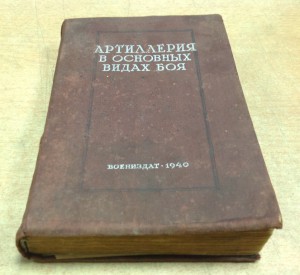 АРТИЛЛЕРИЯ
В ОСНОВНЫХ
ВИДАХ БОЯ
ВОЕНИЗДАТ · 1940